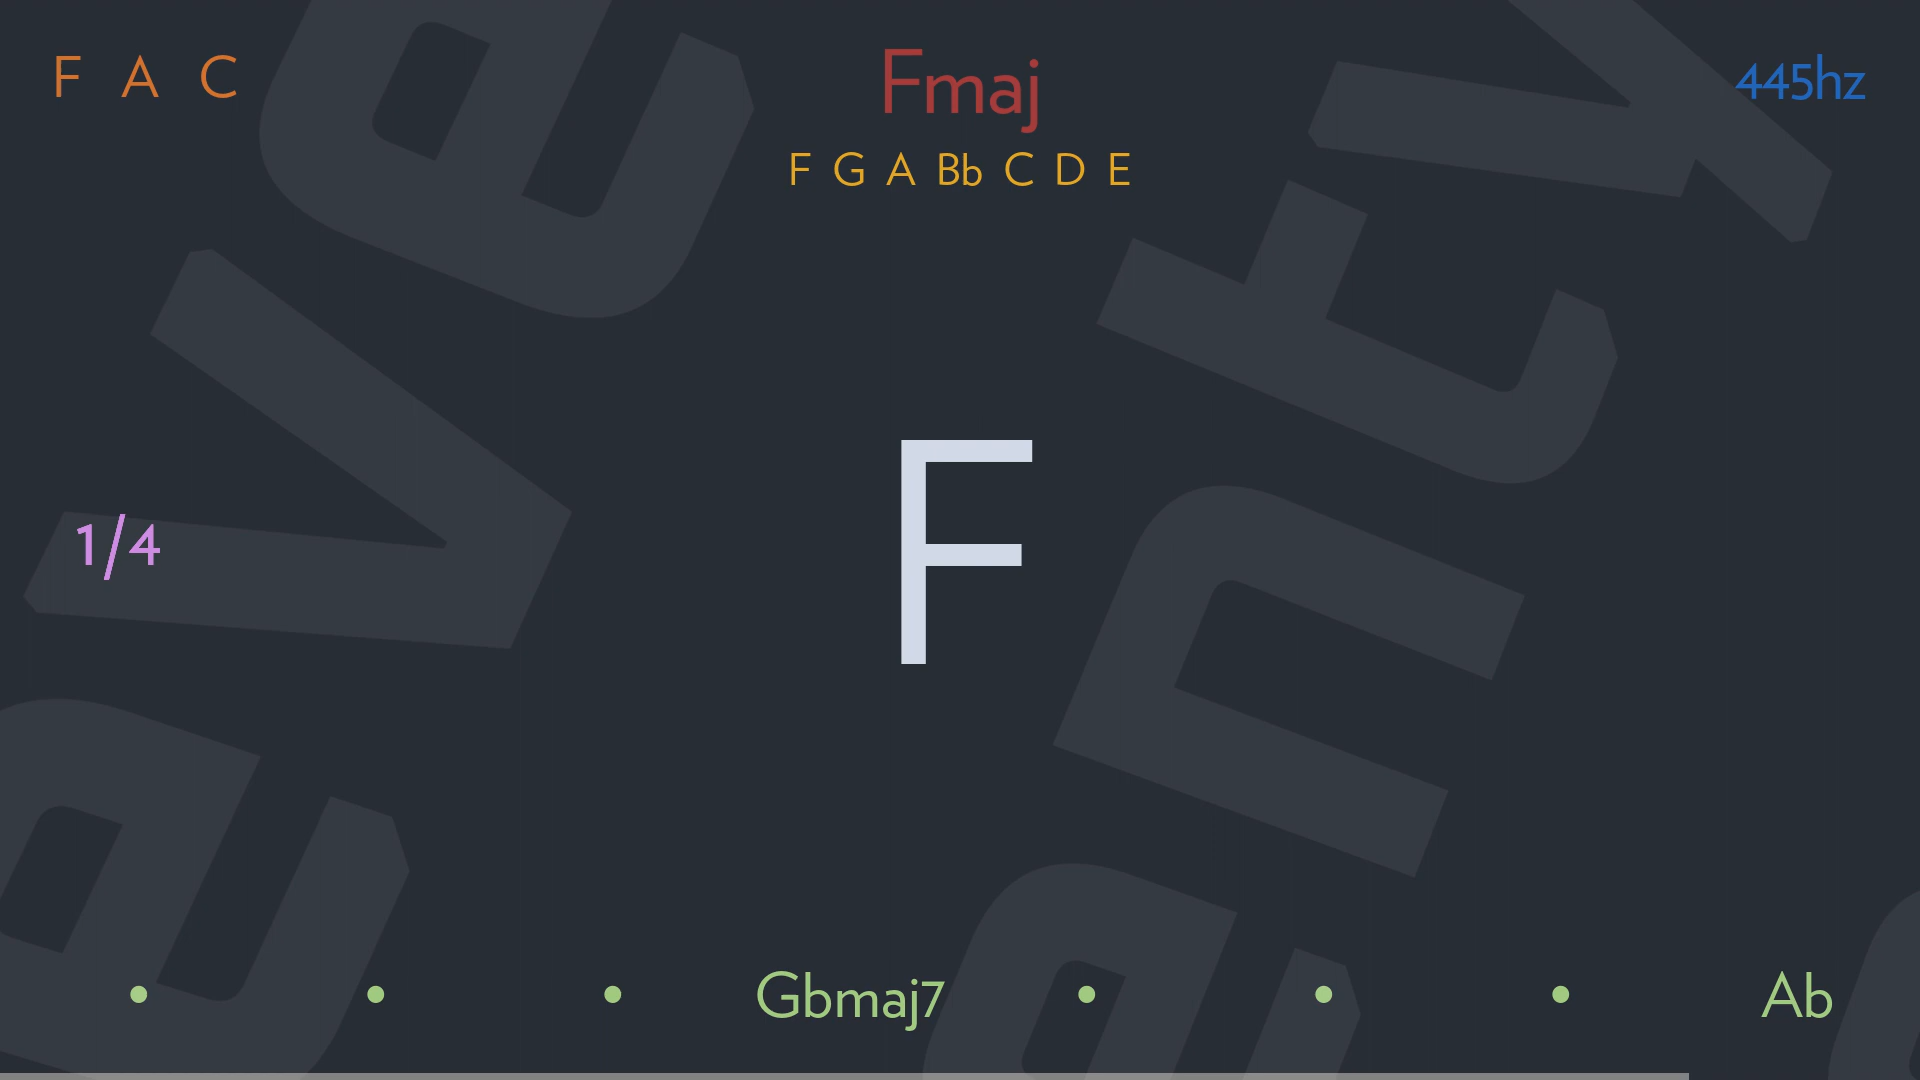 F A C
Fmaj
445hz
F G A Bb C D E
1/4
F
• • • Gbmaj7 • • • Ab